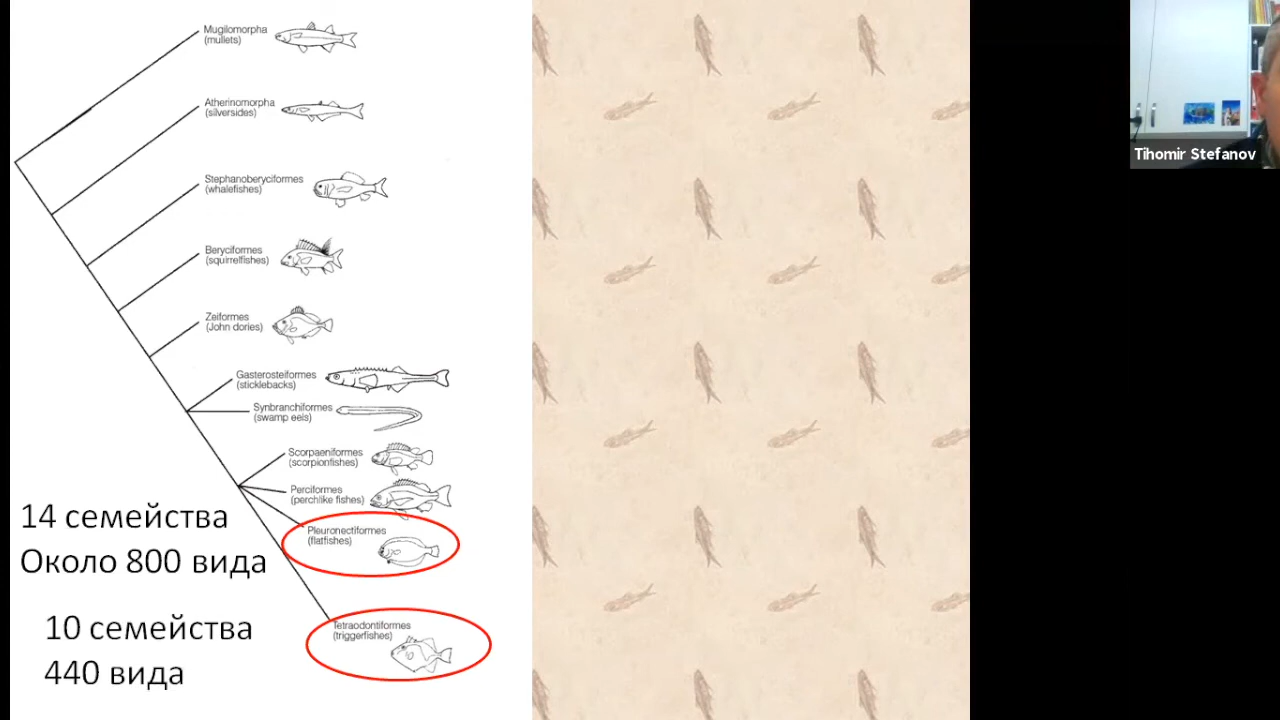 Mugilomorpha
(mullets)
Atherinomorpha
(silversides)
Stephanoberyciformes
(whalefishes)
Beryciformes
(squirrelfishes)
Zeiformes
(John dories)
Gasterosteiformes
(sticklebacks)
Synbranchiformes
(swamp eels)
Scorpaeniformes
(scorpionfishes)
Perciformes
(perchlike fishes)
Pleuronectiformes
(flatfishes)
14 семейства
Около 800 вида
Tetraodontiformes
(triggerfishes)
10 семейства
440 вида
Tihomir Stefanov